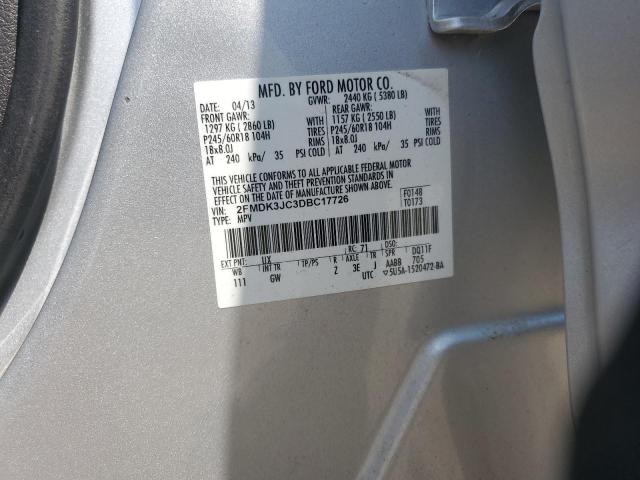 MFD. BY FORD MOTOR CO.
DATE: 04/13 GVWR: 2440 KG ( 5380 LB)
FRONT GAWR: REAR GAWR:
1297 KG ( 2860 LB) 1157 KG ( 2550 LB)
P245/60R18 104H TIRES P245/60R18 104H TIRES
18x8.0J RIMS 18x8.0J RIMS
AT 240 kPa/ 35 PSI COLD AT 240 kPa/ 35 PSI COLD
THIS VEHICLE CONFORMS TO ALL APPLICABLE FEDERAL MOTOR
VEHICLE SAFETY AND THEFT PREVENTION STANDARDS IN
EFFECT ON THE DATE OF MANUFACTURE SHOWN ABOVE.
VIN: 2FMDK3JC3DBC17726 F0148
TYPE: MPV T0173
EXT PNT: UX RC: 71 DSO:
WB INT TR TP/PS R AXLE TR SPR DQ11F
111 GW 2 3E J AABB 705
UTC ▽5U5A-1520472-BA